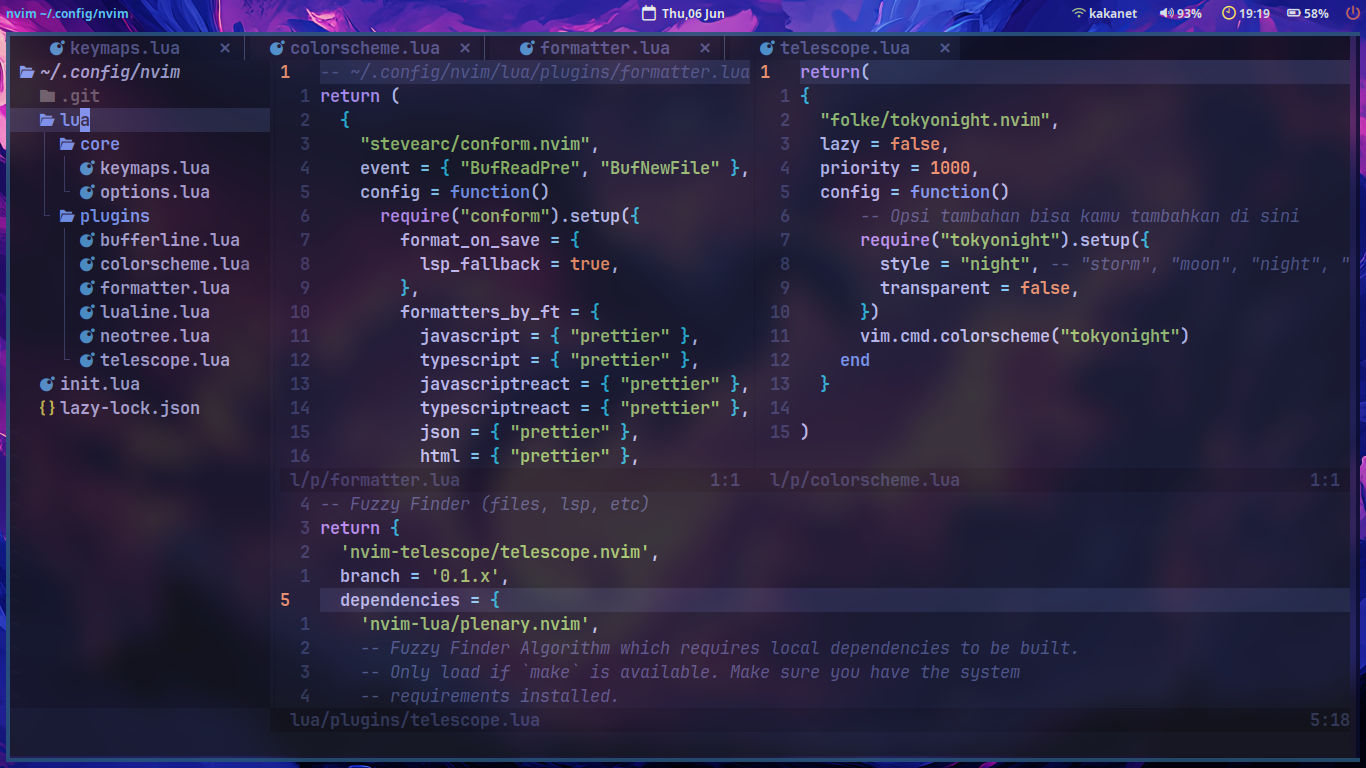 nvim ~/.config/nvim
Thu,06 Jun
kakanet 93% 19:19 58%
keymaps.lua × colorscheme.lua × formatter.lua × telescope.lua ×
~/.config/nvim
.git
lua
core
keymaps.lua
options.lua
plugins
bufferline.lua
colorscheme.lua
formatter.lua
lualine.lua
neotree.lua
telescope.lua
init.lua
{} lazy-lock.json
1 -- ~/.config/nvim/lua/plugins/formatter.lua
1 return (
2 {
3 "stevearc/conform.nvim",
4 event = { "BufReadPre", "BufNewFile" },
5 config = function()
6 require("conform").setup({
7 format_on_save = {
8 lsp_fallback = true,
9 },
10 formatters_by_ft = {
11 javascript = { "prettier" },
12 typescript = { "prettier" },
13 javascriptreact = { "prettier" },
14 typescriptreact = { "prettier" },
15 json = { "prettier" },
16 html = { "prettier" },
l/p/formatter.lua 1:1
1 return(
1 {
2 "folke/tokyonight.nvim",
3 lazy = false,
4 priority = 1000,
5 config = function()
6 -- Opsi tambahan bisa kamu tambahkan di sini
7 require("tokyonight").setup({
8 style = "night", -- "storm", "moon", "night", "
9 transparent = false,
10 })
11 vim.cmd.colorscheme("tokyonight")
12 end
13 }
14
15 )
l/p/colorscheme.lua 1:1
4 -- Fuzzy Finder (files, lsp, etc)
3 return {
2 'nvim-telescope/telescope.nvim',
1 branch = '0.1.x',
5 dependencies = {
1 'nvim-lua/plenary.nvim',
2 -- Fuzzy Finder Algorithm which requires local dependencies to be built.
3 -- Only load if `make` is available. Make sure you have the system
4 -- requirements installed.
lua/plugins/telescope.lua 5:18